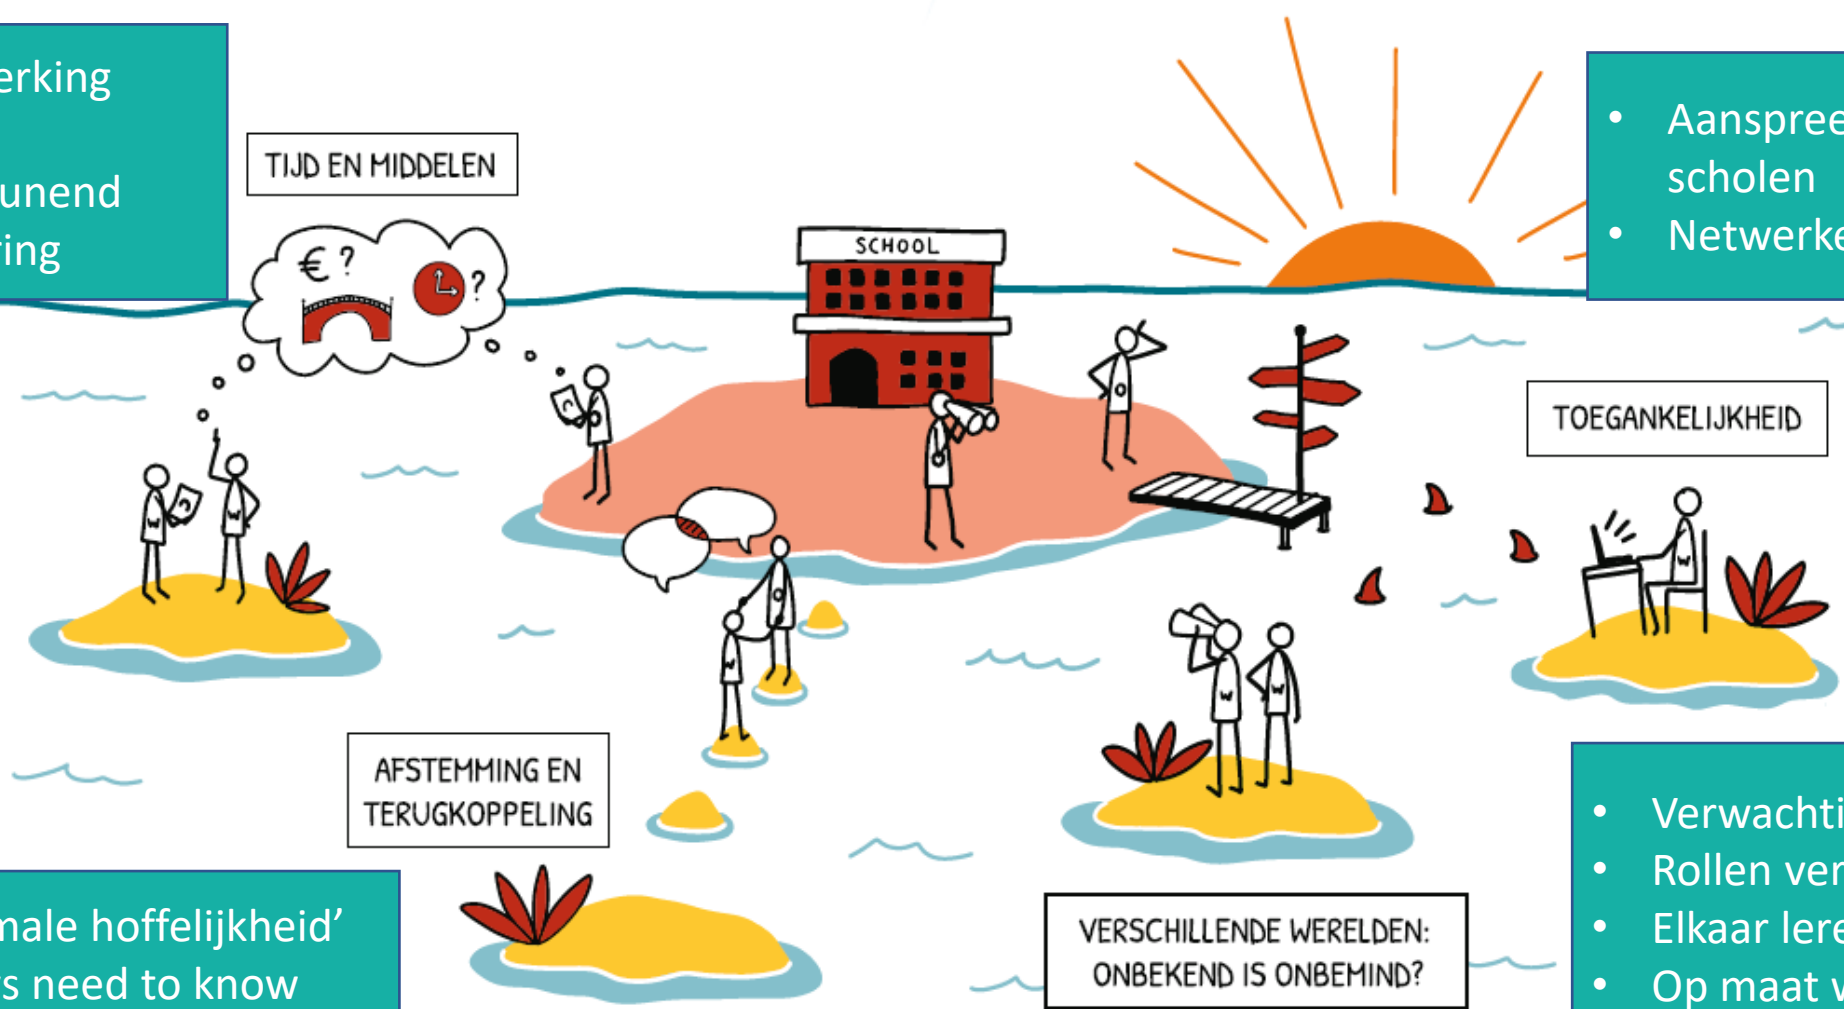 erking
unend
ring
TIJD EN MIDDELEN
€ ?
?
SCHOOL
• Aanspree
scholen
• Netwerke
TOEGANKELIJKHEID
AFSTEMMING EN
TERUGKOPPELING
male hoffelijkheid’
s need to know
VERSCHILLENDE WERELDEN:
ONBEKEND IS ONBEMIND?
• Verwachti
• Rollen ver
• Elkaar lere
• Op maat v